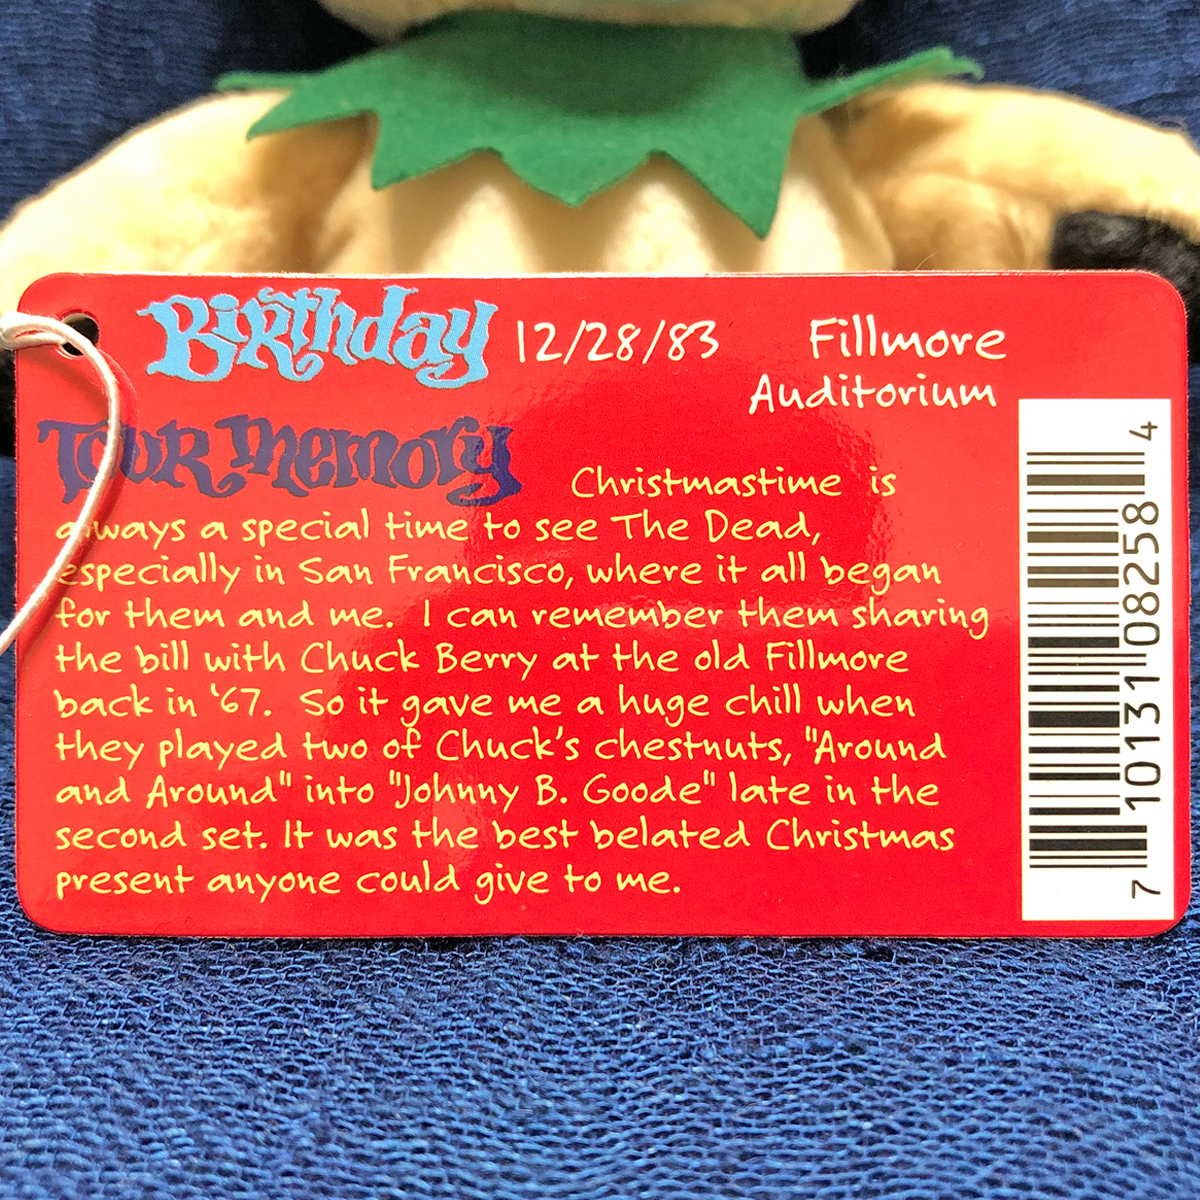 Birthday 12/28/83 Fillmore
Auditorium
Tour Memory Christmastime is
always a special time to see The Dead,
especially in San Francisco, where it all began
for them and me. I can remember them sharing
the bill with Chuck Berry at the old Fillmore
back in '67. So it gave me a huge chill when
they played two of Chuck's chestnuts, "Around
and Around" into "Johnny B. Goode" late in the
second set. It was the best belated Christmas
present anyone could give to me.
7 10131 08258 4